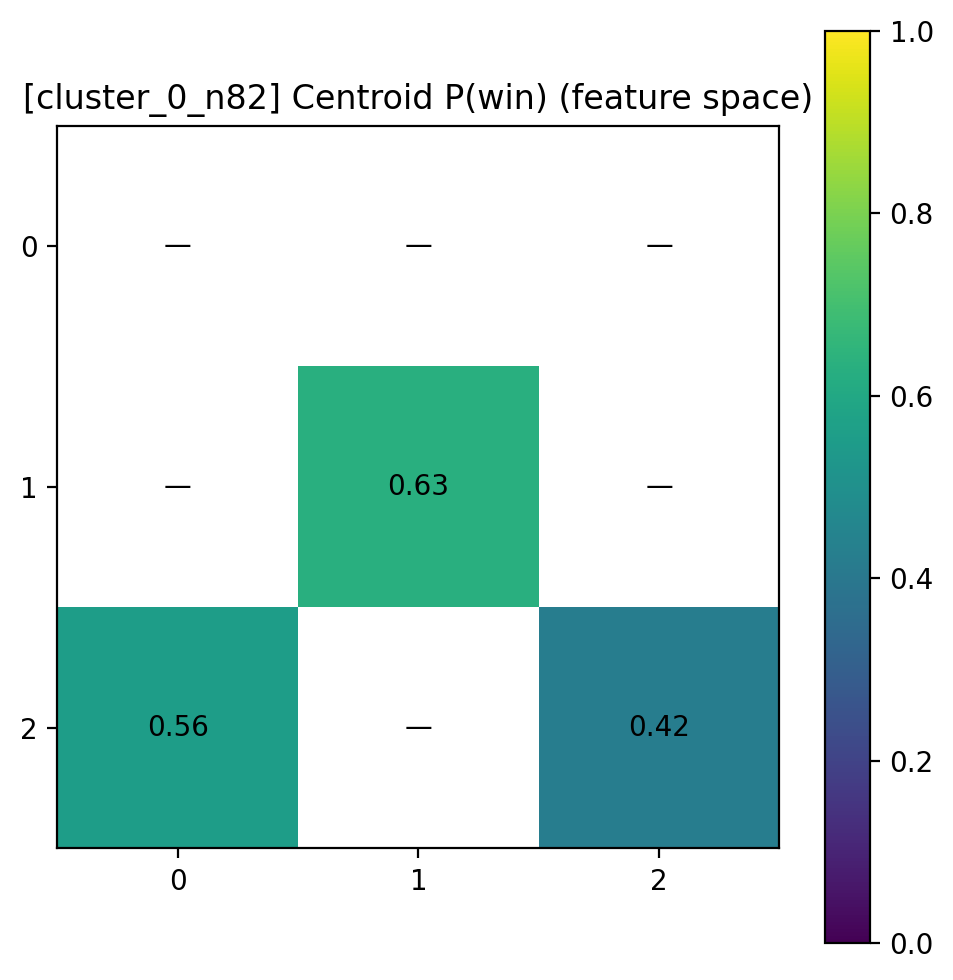 [cluster_0_n82] Centroid P(win) (feature space)
1.0
0.8
0.6
0.4
0.2
0.0
0 — — —
1 — 0.63 —
2 0.56 — 0.42
0 1 2